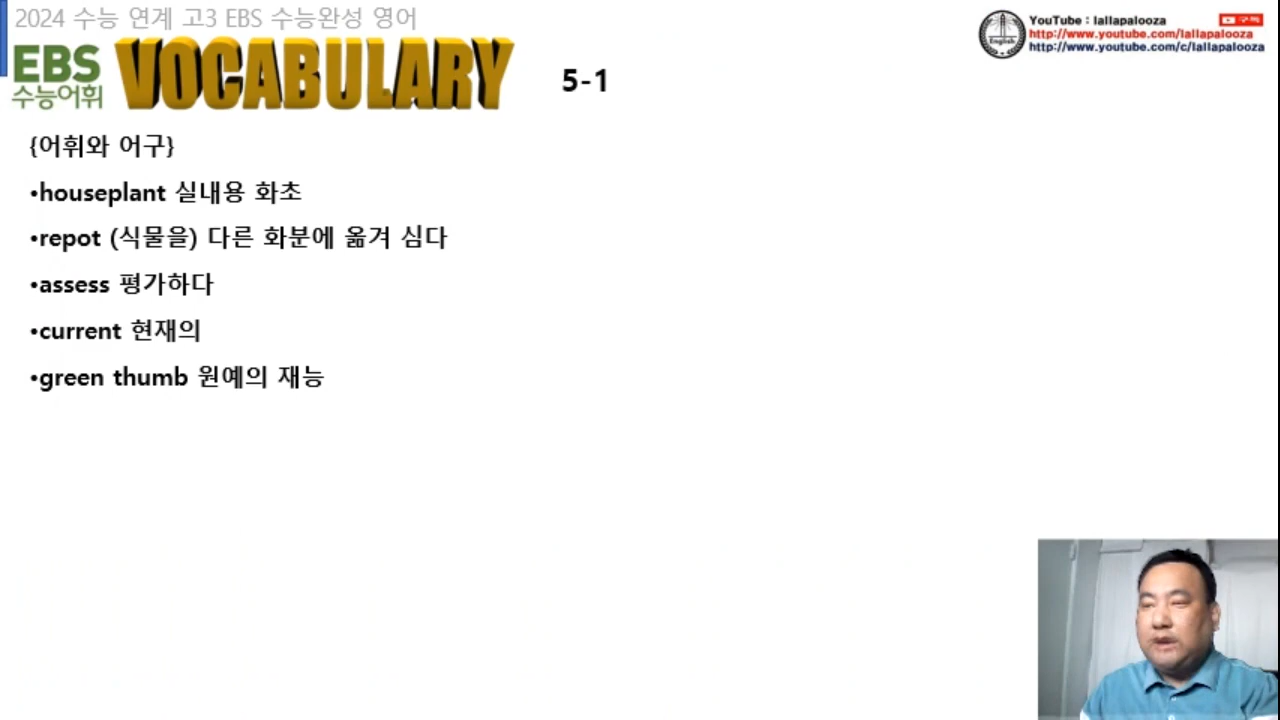 2024 수능 연계 고3 EBS 수능완성 영어
EBS
수능어휘
VOCABULARY
5-1
English
YouTube : lallapalooza
구독
http://www.youtube.com/lallapalooza
http://www.youtube.com/c/lallapalooza
{어휘와 어구}
•houseplant 실내용 화초
•repot (식물을) 다른 화분에 옮겨 심다
•assess 평가하다
•current 현재의
•green thumb 원예의 재능